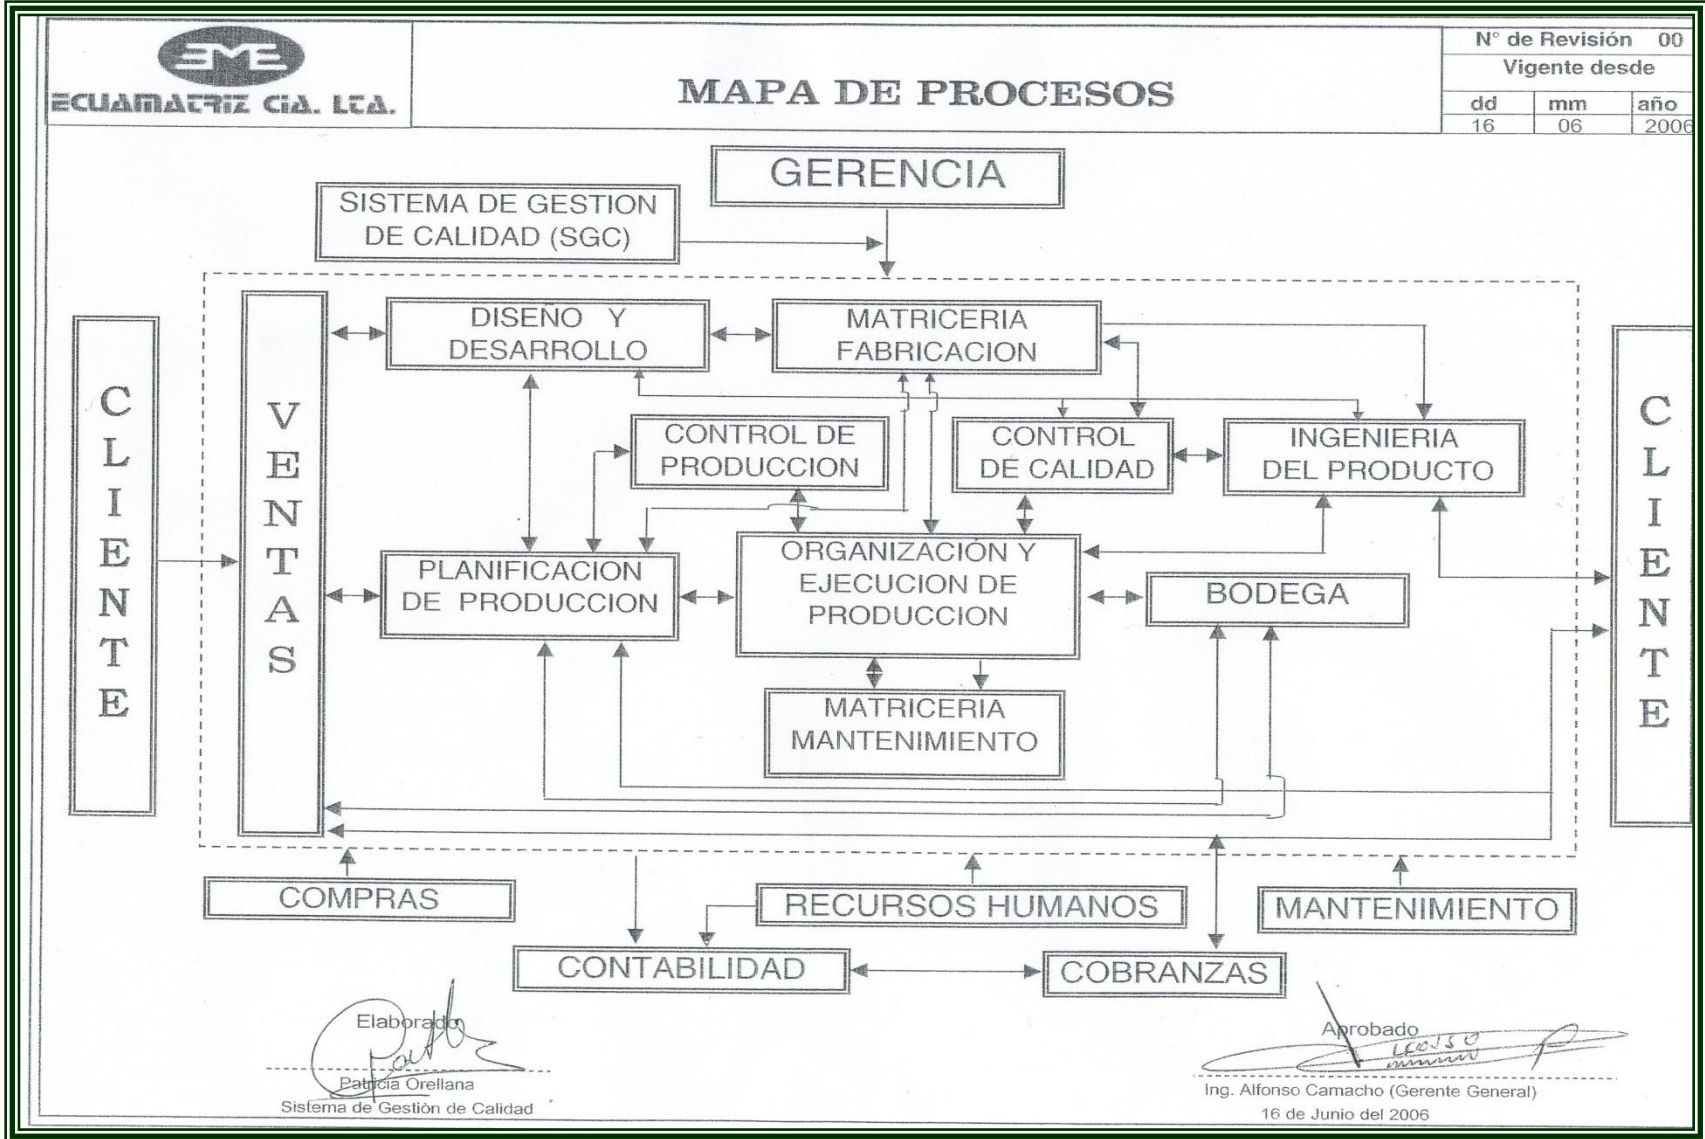 EME
ECUAMATRIZ CIA. LTA.
MAPA DE PROCESOS
N° de Revisión 00
Vigente desde
dd mm año
16 06 2006
GERENCIA
SISTEMA DE GESTION
DE CALIDAD (SGC)
CLIENTE
VENTAS
DISEÑO Y
DESARROLLO
MATRICERIA
FABRICACION
CONTROL DE
PRODUCCION
CONTROL
DE CALIDAD
INGENIERIA
DEL PRODUCTO
PLANIFICACION
DE PRODUCCION
ORGANIZACIÓN Y
EJECUCION DE
PRODUCCION
BODEGA
MATRICERIA
MANTENIMIENTO
CLIENTE
COMPRAS
RECURSOS HUMANOS
MANTENIMIENTO
CONTABILIDAD
COBRANZAS
Elaborado
Patricia Orellana
Sistema de Gestiòn de Calidad
Aprobado
Ing. Alfonso Camacho (Gerente General)
16 de Junio del 2006